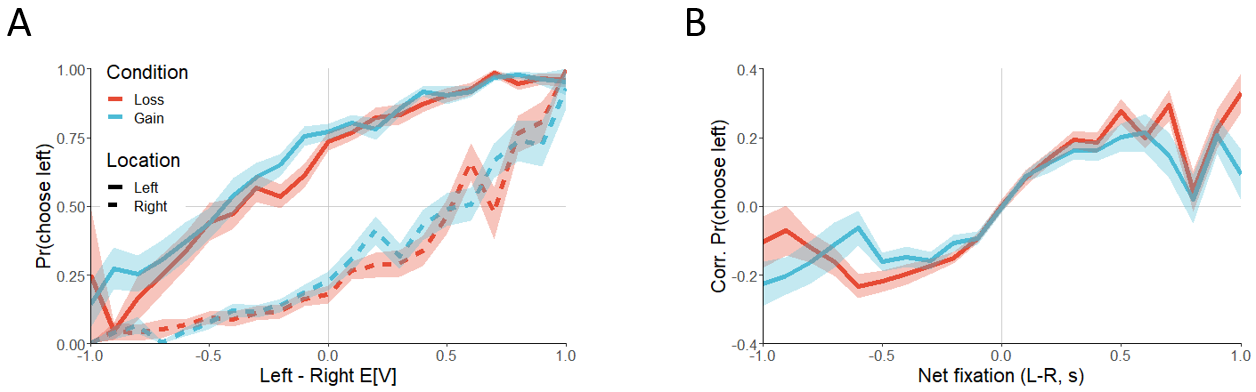 A
Pr(choose left)
1.00
0.75
0.50
0.25
0.00
Condition
Loss
Gain
Location
Left
Right
-1.0 -0.5 0.0 0.5 1.0
Left - Right E[V]
B
Corr. Pr(choose left)
0.4
0.2
0.0
-0.2
-0.4
-1.0 -0.5 0.0 0.5 1.0
Net fixation (L-R, s)